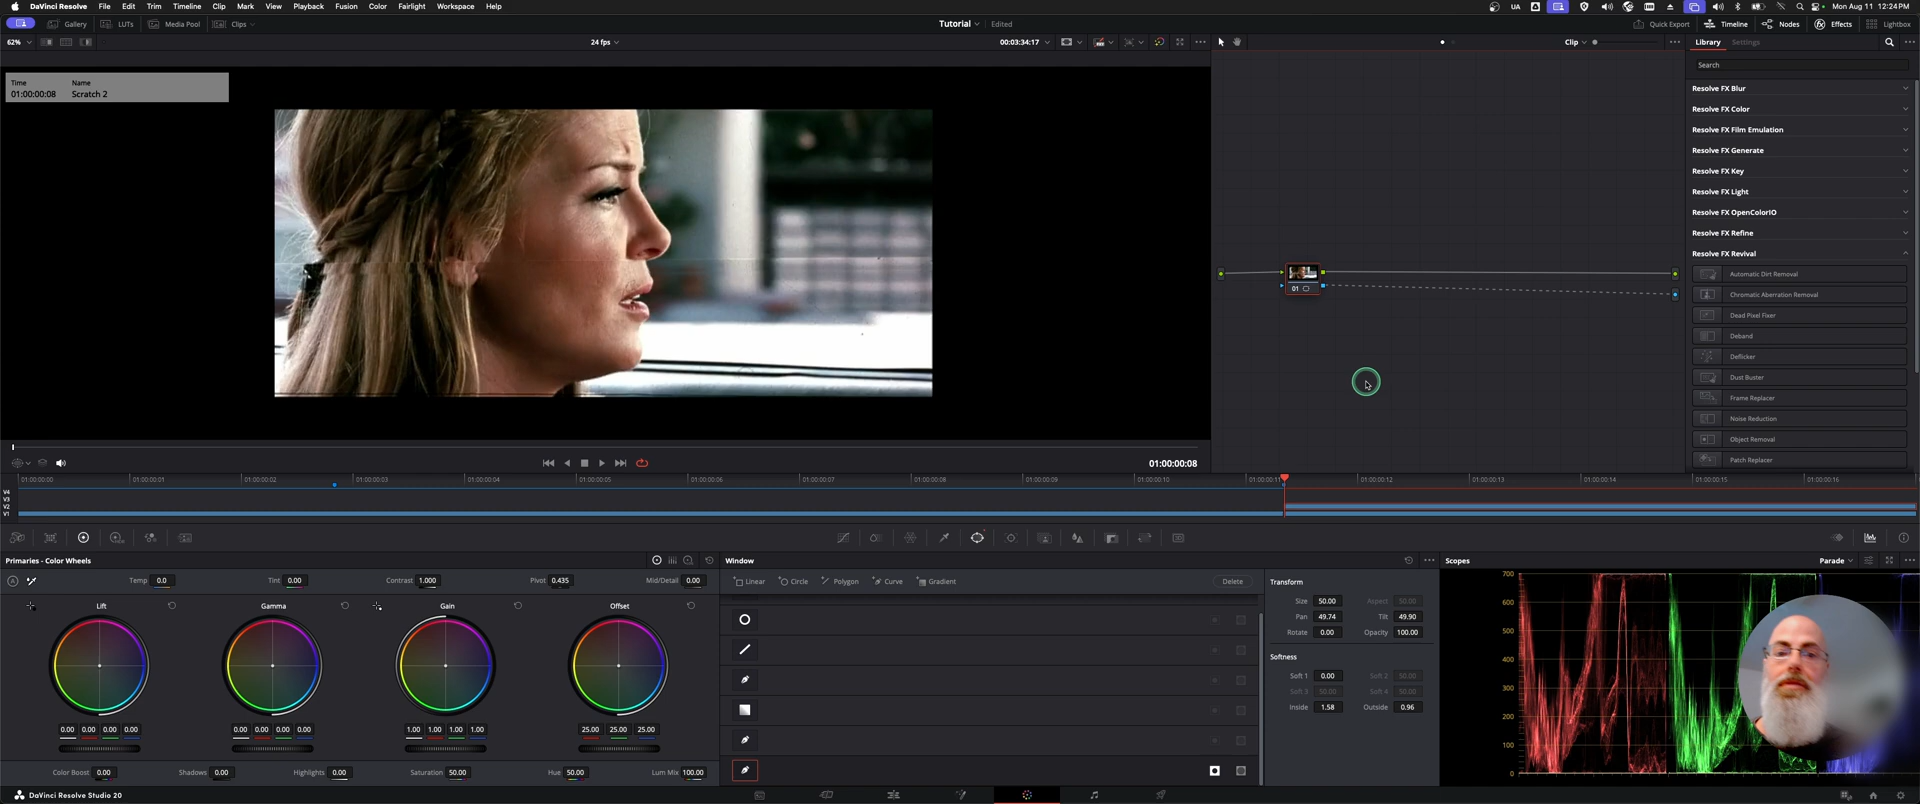 DaVinci Resolve File Edit Trim Timeline Clip Mark View Playback Fusion Color Fairlight Workspace Help UA Mon Aug 11 12:24PM
Gallery LUTs Media Pool Clips Tutorial Edited Quick Export Timeline Nodes Effects Lightbox
62% 24 fps 00:03:34:17 Clip Library Settings
Search
Time Name
01:00:00:08 Scratch 2
Resolve FX Blur
Resolve FX Color
Resolve FX Film Emulation
Resolve FX Generate
Resolve FX Key
Resolve FX Light
Resolve FX OpenColorIO
Resolve FX Refine
Resolve FX Revival
Automatic Dirt Removal
Chromatic Aberration Removal
Dead Pixel Fixer
Deband
Deflicker
Dust Buster
Frame Replacer
Noise Reduction
Object Removal
Patch Replacer
01
01:00:00:08
01:00:00:00 01:00:00:01 01:00:00:02 01:00:00:03 01:00:00:04 01:00:00:05 01:00:00:06 01:00:00:07 01:00:00:08 01:00:00:09 01:00:00:10 01:00:00:11 01:00:00:12 01:00:00:13 01:00:00:14 01:00:00:15 01:00:00:16
V4
V3
V2
V1
Primaries - Color Wheels Window Scopes Parade
Temp 0.0 Tint 0.00 Contrast 1.000 Pivot 0.435 Mid/Detail 0.00
Linear Circle Polygon Curve Gradient Delete
Lift Gamma Gain Offset
0.00 0.00 0.00 0.00 0.00 0.00 0.00 0.00 1.00 1.00 1.00 1.00 25.00 25.00 25.00
Color Boost 0.00 Shadows 0.00 Highlights 0.00 Saturation 50.00 Hue 50.00 Lum Mix 100.00
Transform
Size 50.00 Aspect 50.00
Pan 49.74 Tilt 49.90
Rotate 0.00 Opacity 100.00
Softness
Soft 1 0.00 Soft 2 50.00
Soft 3 50.00 Soft 4 50.00
Inside 1.58 Outside 0.96
700
600
500
400
300
200
100
0
DaVinci Resolve Studio 20